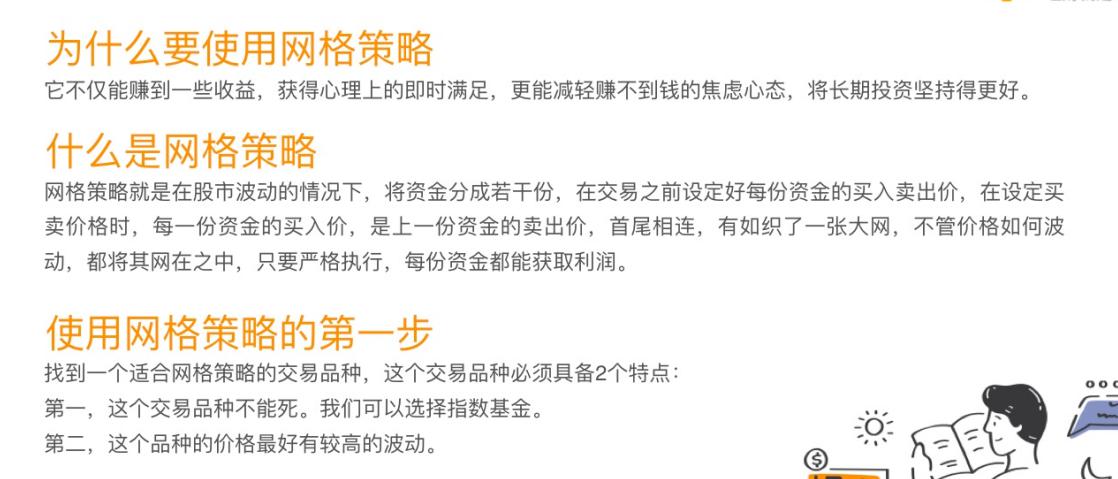 为什么要使用网格策略
它不仅能赚到一些收益，获得心理上的即时满足，更能减轻赚不到钱的焦虑心态，将长期投资坚持得更好。
什么是网格策略
网格策略就是在股市波动的情况下，将资金分成若干份，在交易之前设定好每份资金的买入卖出价，在设定买
卖价格时，每一份资金的买入价，是上一份资金的卖出价，首尾相连，有如织了一张大网，不管价格如何波
动，都将其网在之中，只要严格执行，每份资金都能获取利润。
使用网格策略的第一步
找到一个适合网格策略的交易品种，这个交易品种必须具备2个特点：
第一，这个交易品种不能死。我们可以选择指数基金。
第二，这个品种的价格最好有较高的波动。
$